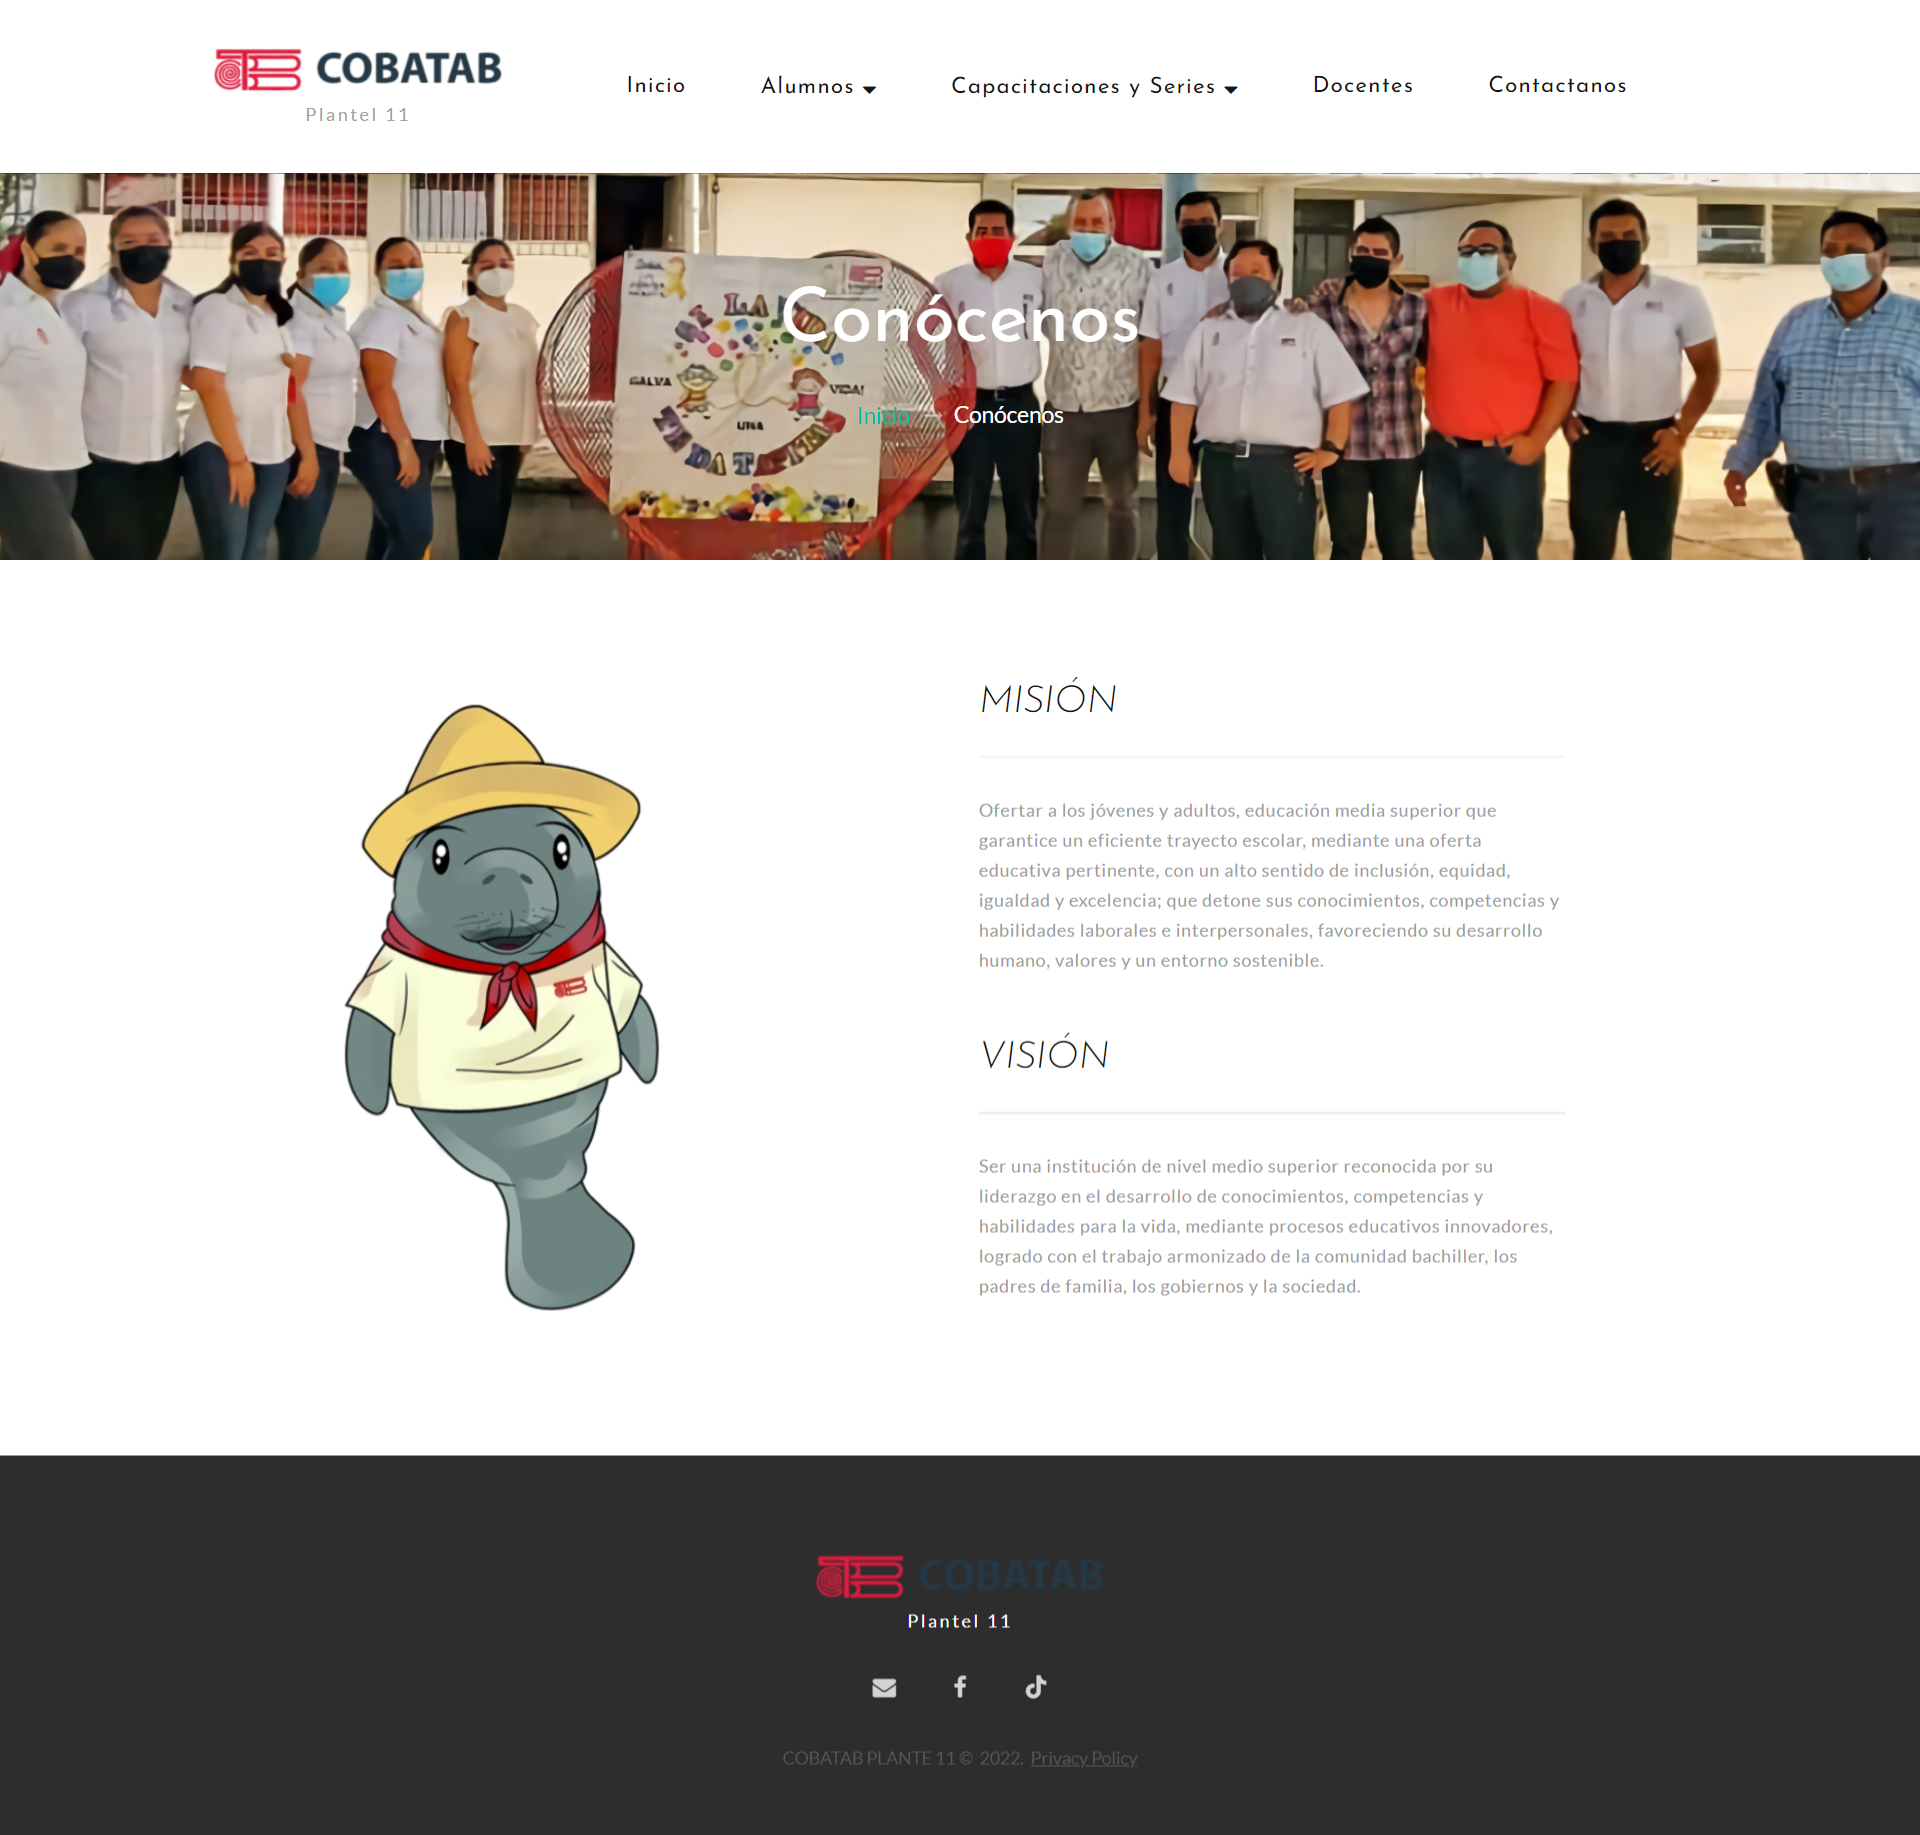 COBATAB
Plantel 11
Inicio
Alumnos
Capacitaciones y Series
Docentes
Contactanos
LA
Conócenos
SALVA
VIDA!
UNA
Inicio → Conócenos
MISIÓN
Ofertar a los jóvenes y adultos, educación media superior que
garantice un eficiente trayecto escolar, mediante una oferta
educativa pertinente, con un alto sentido de inclusión, equidad,
igualdad y excelencia; que detone sus conocimientos, competencias y
habilidades laborales e interpersonales, favoreciendo su desarrollo
humano, valores y un entorno sostenible.
VISIÓN
Ser una institución de nivel medio superior reconocida por su
liderazgo en el desarrollo de conocimientos, competencias y
habilidades para la vida, mediante procesos educativos innovadores,
logrado con el trabajo armonizado de la comunidad bachiller, los
padres de familia, los gobiernos y la sociedad.
COBATAB
Plantel 11
COBATAB PLANTE 11 © 2022. Privacy Policy